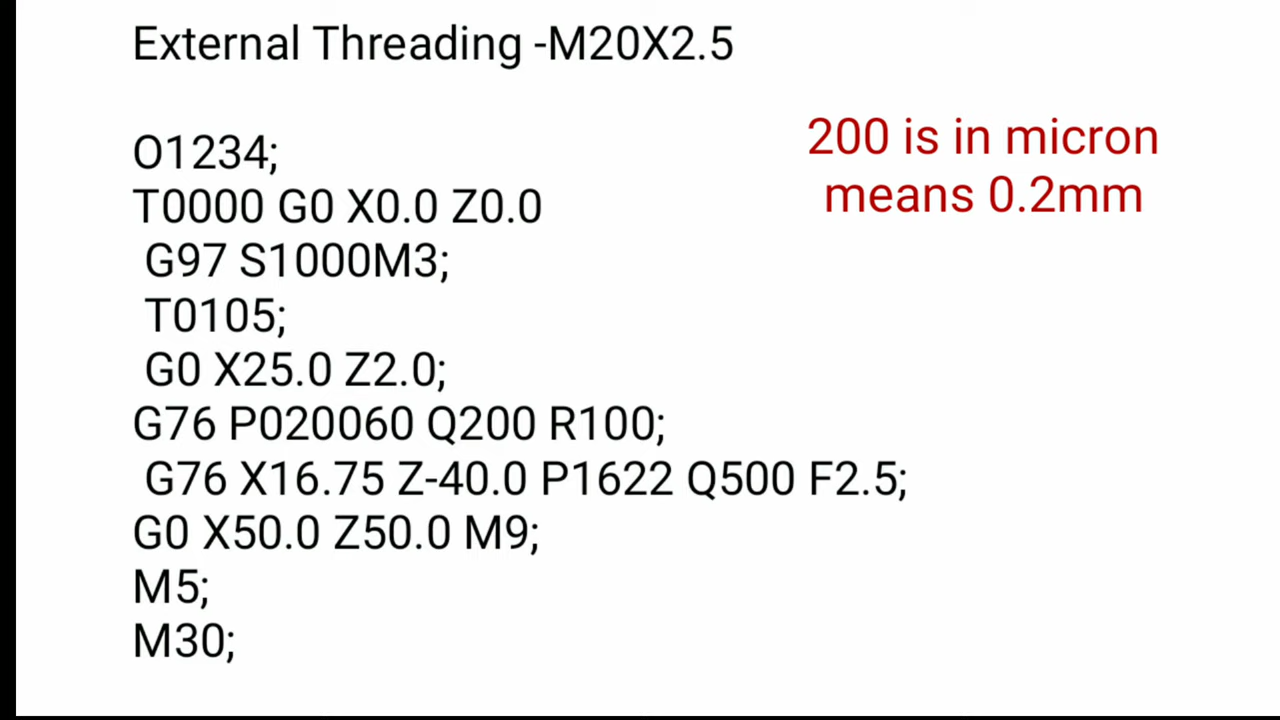 External Threading -M20X2.5
200 is in micron
means 0.2mm
O1234;
T0000 G0 X0.0 Z0.0
G97 S1000M3;
T0105;
G0 X25.0 Z2.0;
G76 P020060 Q200 R100;
G76 X16.75 Z-40.0 P1622 Q500 F2.5;
G0 X50.0 Z50.0 M9;
M5;
M30;